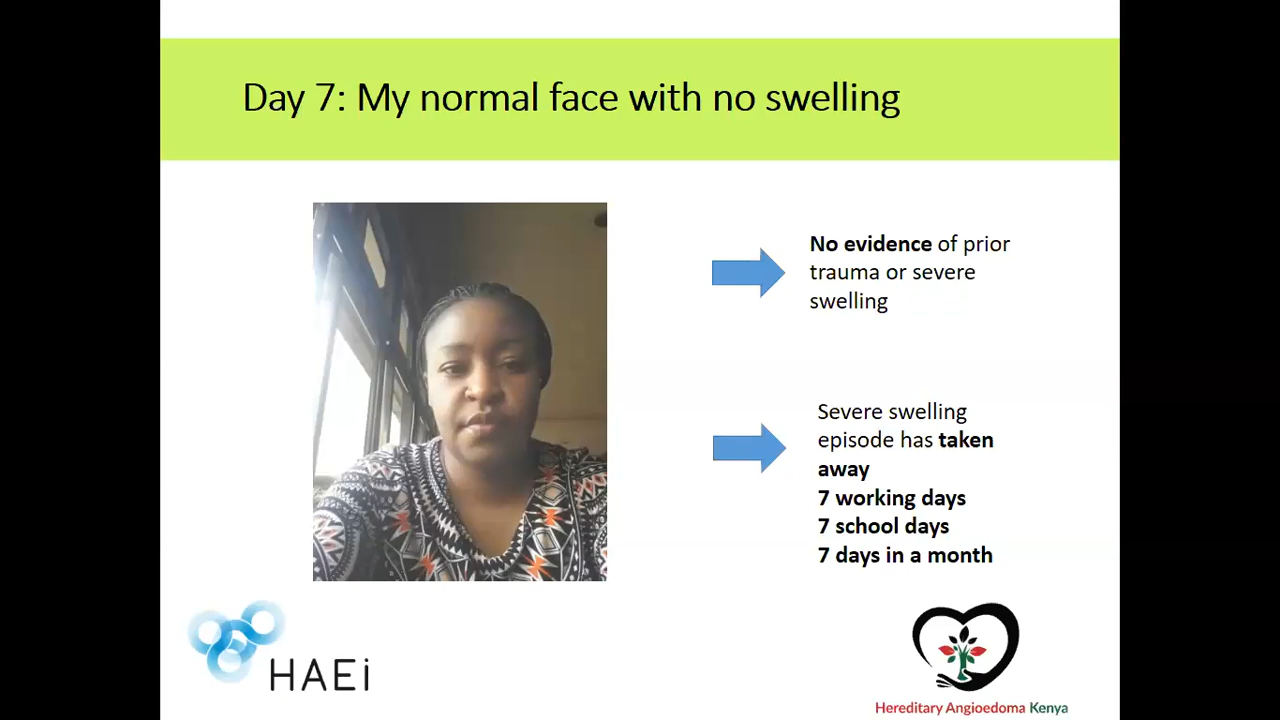 Day 7: My normal face with no swelling
No evidence of prior
trauma or severe
swelling
Severe swelling
episode has taken
away
7 working days
7 school days
7 days in a month
HAEi
Hereditary Angioedoma Kenya